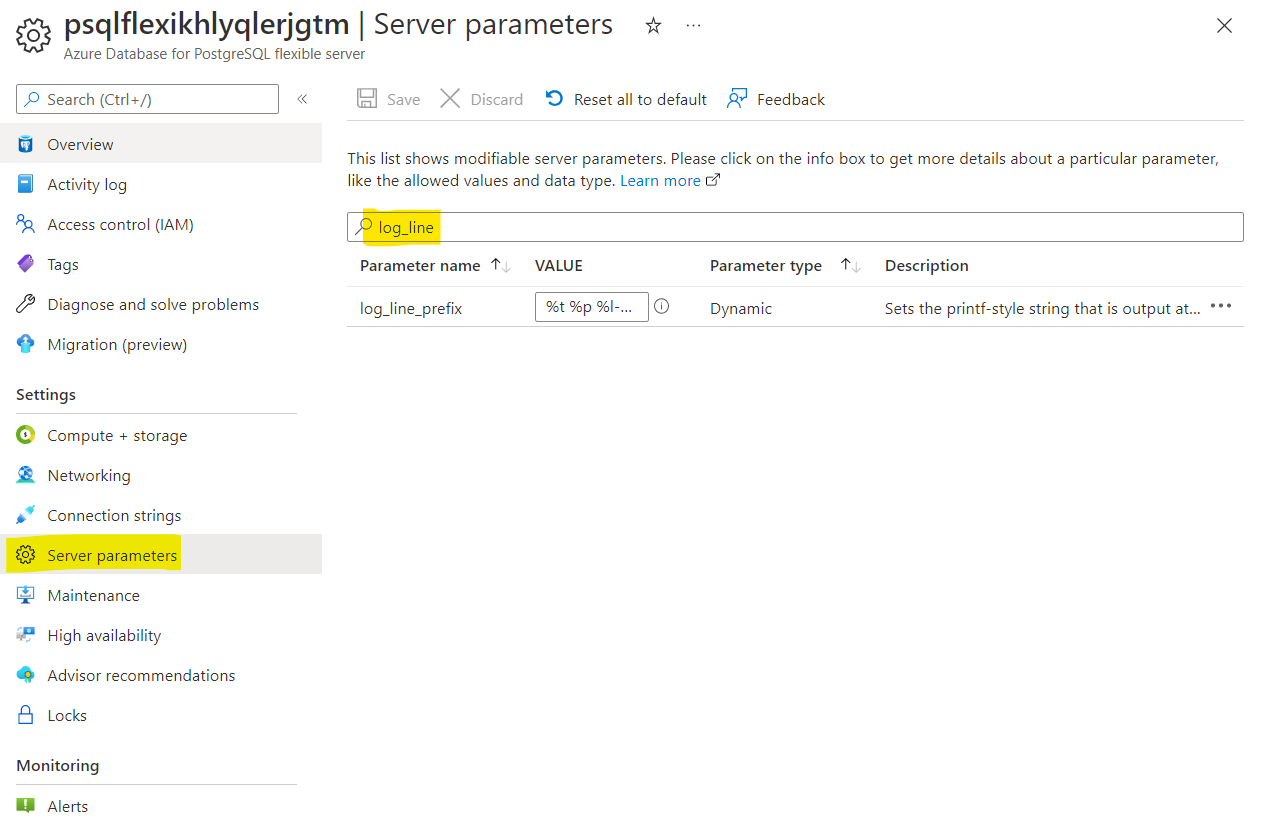 psqlflexikhlyqlerjgtm | Server parameters
Azure Database for PostgreSQL flexible server
Search (Ctrl+/)
Overview
Activity log
Access control (IAM)
Tags
Diagnose and solve problems
Migration (preview)
Settings
Compute + storage
Networking
Connection strings
Server parameters
Maintenance
High availability
Advisor recommendations
Locks
Monitoring
Alerts
Save Discard Reset all to default Feedback
This list shows modifiable server parameters. Please click on the info box to get more details about a particular parameter,
like the allowed values and data type. Learn more
log_line
Parameter name VALUE Parameter type Description
log_line_prefix %t %p %l-... Dynamic Sets the printf-style string that is output at...